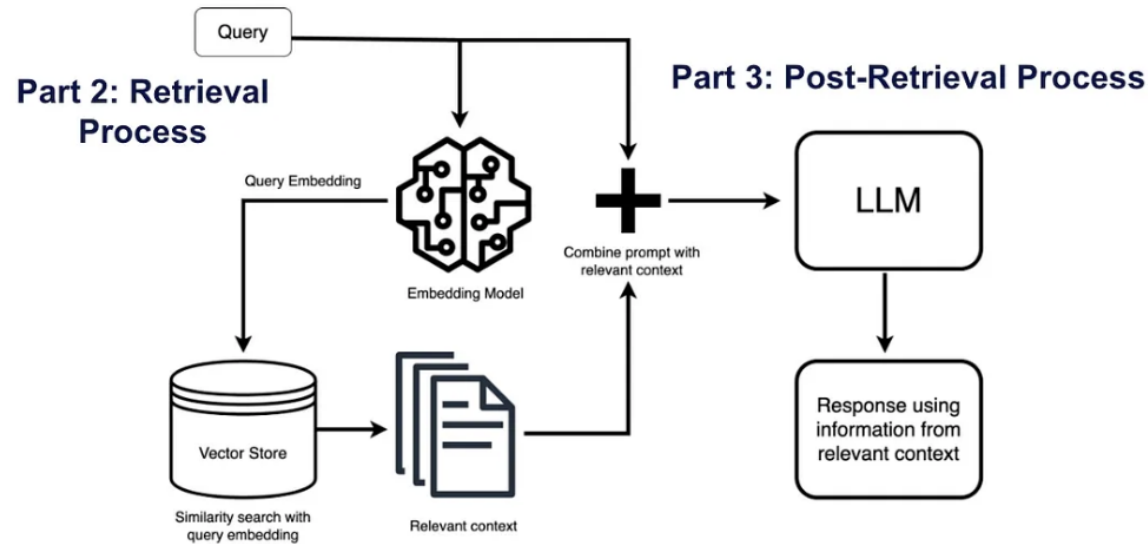 Query
Part 2: Retrieval
Process
Part 3: Post-Retrieval Process
Query Embedding
Embedding Model
Combine prompt with
relevant context
LLM
Vector Store
Similarity search with
query embedding
Relevant context
Response using
information from
relevant context